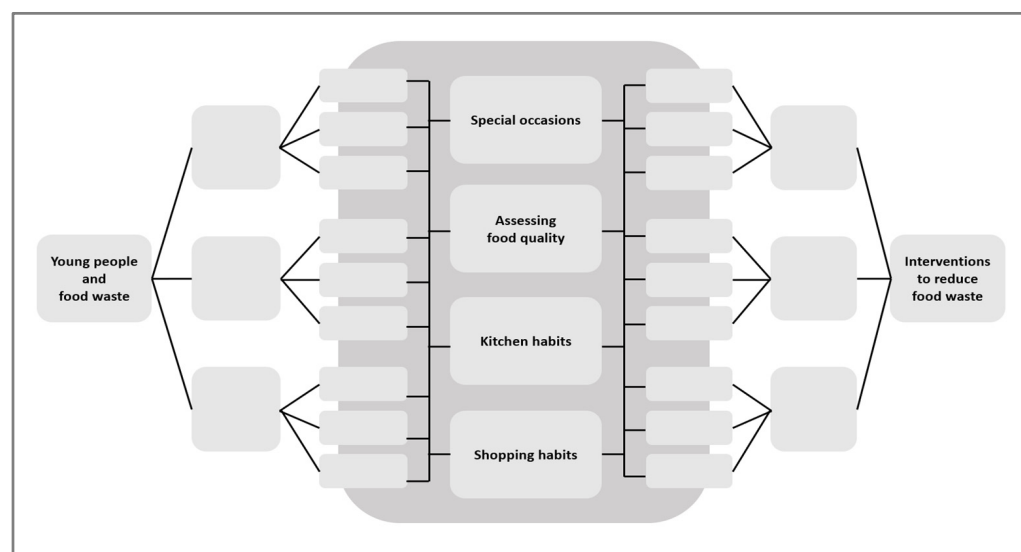 Special occasions
Assessing
food quality
Young people
and
food waste
Interventions
to reduce
food waste
Kitchen habits
Shopping habits